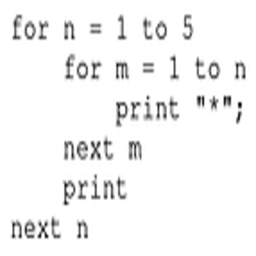 for n = 1 to 5
    for m = 1 to n
        print "*";
    next m
    print
next n